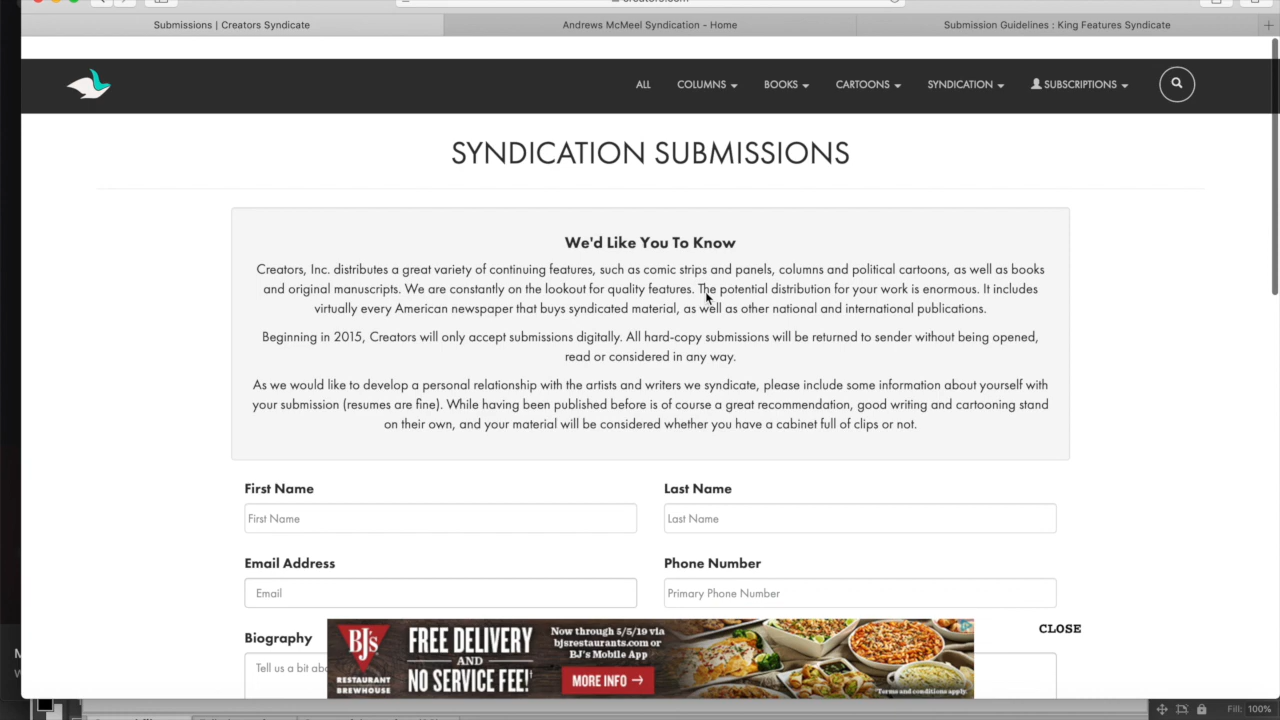 Submissions | Creators Syndicate
Andrews McMeel Syndication - Home
Submission Guidelines : King Features Syndicate
ALL
COLUMNS
BOOKS
CARTOONS
SYNDICATION
SUBSCRIPTIONS
SYNDICATION SUBMISSIONS
We'd Like You To Know
Creators, Inc. distributes a great variety of continuing features, such as comic strips and panels, columns and political cartoons, as well as books
and original manuscripts. We are constantly on the lookout for quality features. The potential distribution for your work is enormous. It includes
virtually every American newspaper that buys syndicated material, as well as other national and international publications.
Beginning in 2015, Creators will only accept submissions digitally. All hard-copy submissions will be returned to sender without being opened,
read or considered in any way.
As we would like to develop a personal relationship with the artists and writers we syndicate, please include some information about yourself with
your submission (resumes are fine). While having been published before is of course a great recommendation, good writing and cartooning stand
on their own, and your material will be considered whether you have a cabinet full of clips or not.
First Name
Last Name
First Name
Last Name
Email Address
Phone Number
Email
Primary Phone Number
Biography
Tell us a bit
BJ's
RESTAURANT
BREWHOUSE
FREE DELIVERY
AND
NO SERVICE FEE!
Now through 5/5/19 via
bjsrestaurants.com or
BJ's Mobile App
MORE INFO →
*Terms and conditions apply.
CLOSE
Fill: 100%